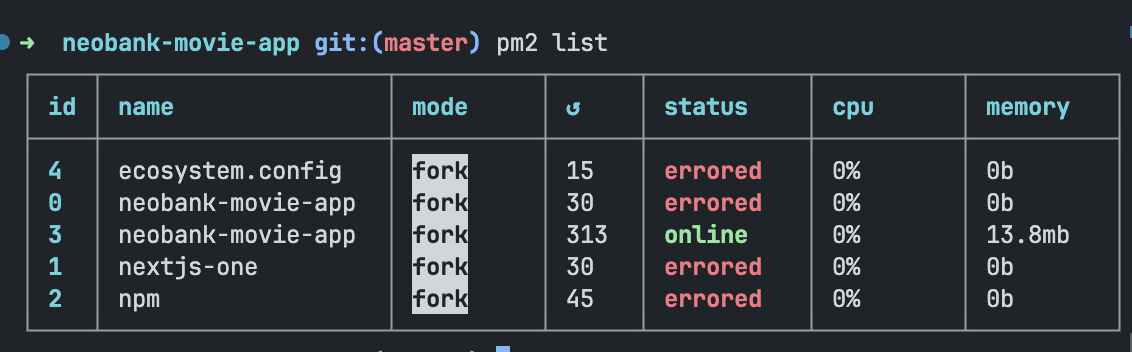 ➜ neobank-movie-app git:(master) pm2 list
id name mode ↺ status cpu memory
4 ecosystem.config fork 15 errored 0% 0b
0 neobank-movie-app fork 30 errored 0% 0b
3 neobank-movie-app fork 313 online 0% 13.8mb
1 nextjs-one fork 30 errored 0% 0b
2 npm fork 45 errored 0% 0b